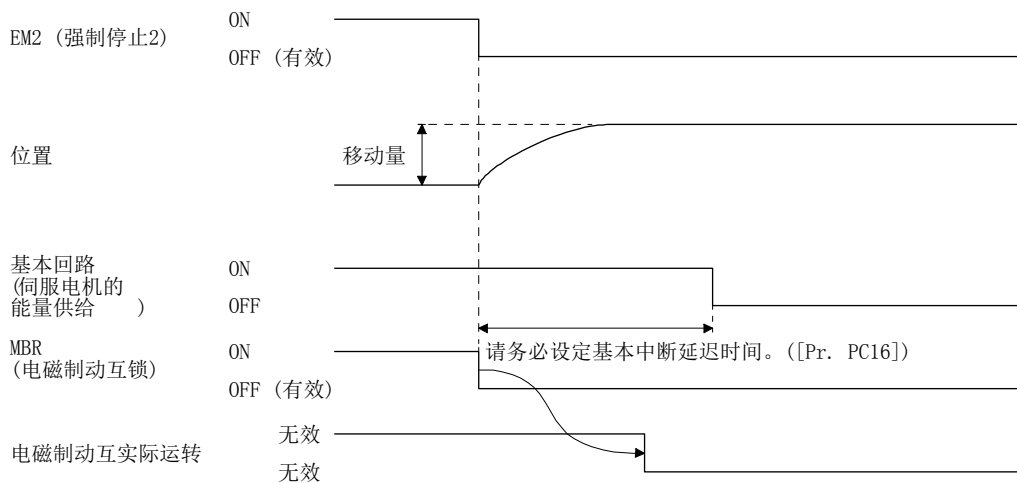 EM2 (强制停止2)
ON
OFF (有效)
位置
移动量
基本回路
(伺服电机的
能量供给 )
ON
OFF
请务必设定基本中断延迟时间。([Pr. PC16])
MBR
(电磁制动互锁)
ON
OFF (有效)
电磁制动互实际运转
无效
无效